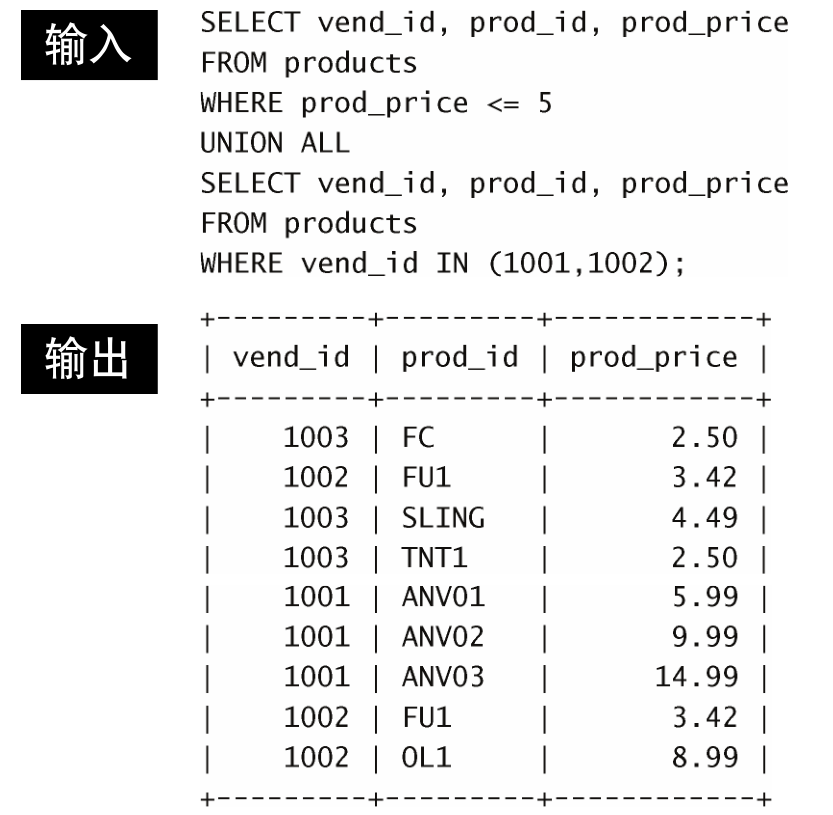 输入
SELECT vend_id, prod_id, prod_price
FROM products
WHERE prod_price <= 5
UNION ALL
SELECT vend_id, prod_id, prod_price
FROM products
WHERE vend_id IN (1001,1002);
输出
+---------+---------+------------+
| vend_id | prod_id | prod_price |
+---------+---------+------------+
|    1003 | FC      |       2.50 |
|    1002 | FU1     |       3.42 |
|    1003 | SLING   |       4.49 |
|    1003 | TNT1    |       2.50 |
|    1001 | ANV01   |       5.99 |
|    1001 | ANV02   |       9.99 |
|    1001 | ANV03   |      14.99 |
|    1002 | FU1     |       3.42 |
|    1002 | OL1     |       8.99 |
+---------+---------+------------+